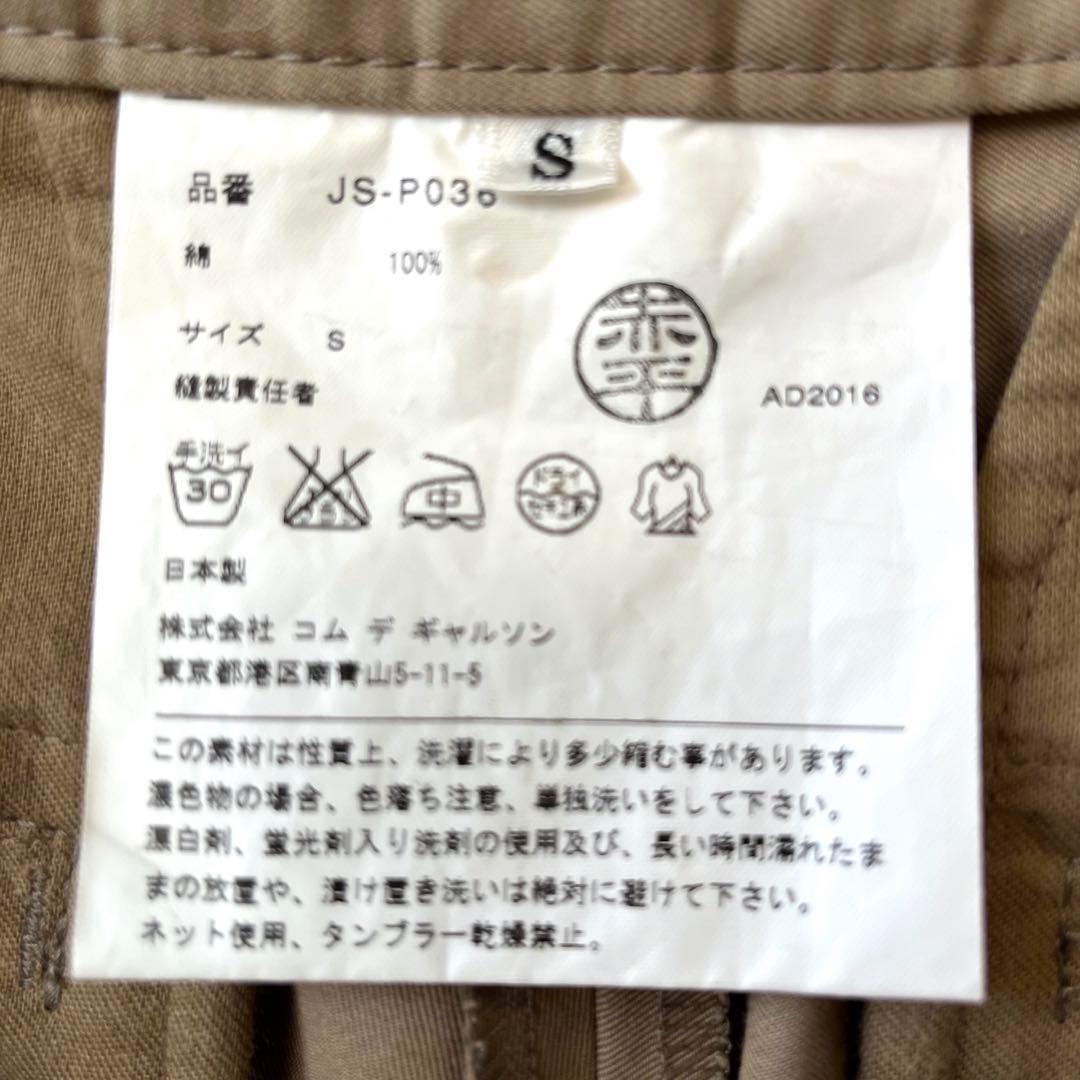 S
品番 JS-P036
綿 100%
サイズ S
縫製責任者
赤平
AD2016
手洗イ
30
中
ドライ
セキユ系
日本製
株式会社 コム デ ギャルソン
東京都港区南青山5-11-5
この素材は性質上、洗濯により多少縮む事があります。
濃色物の場合、色落ち注意、単独洗いをして下さい。
漂白剤、蛍光剤入り洗剤の使用及び、長い時間濡れたま
まの放置や、漬け置き洗いは絶対に避けて下さい。
ネット使用、タンブラー乾燥禁止。